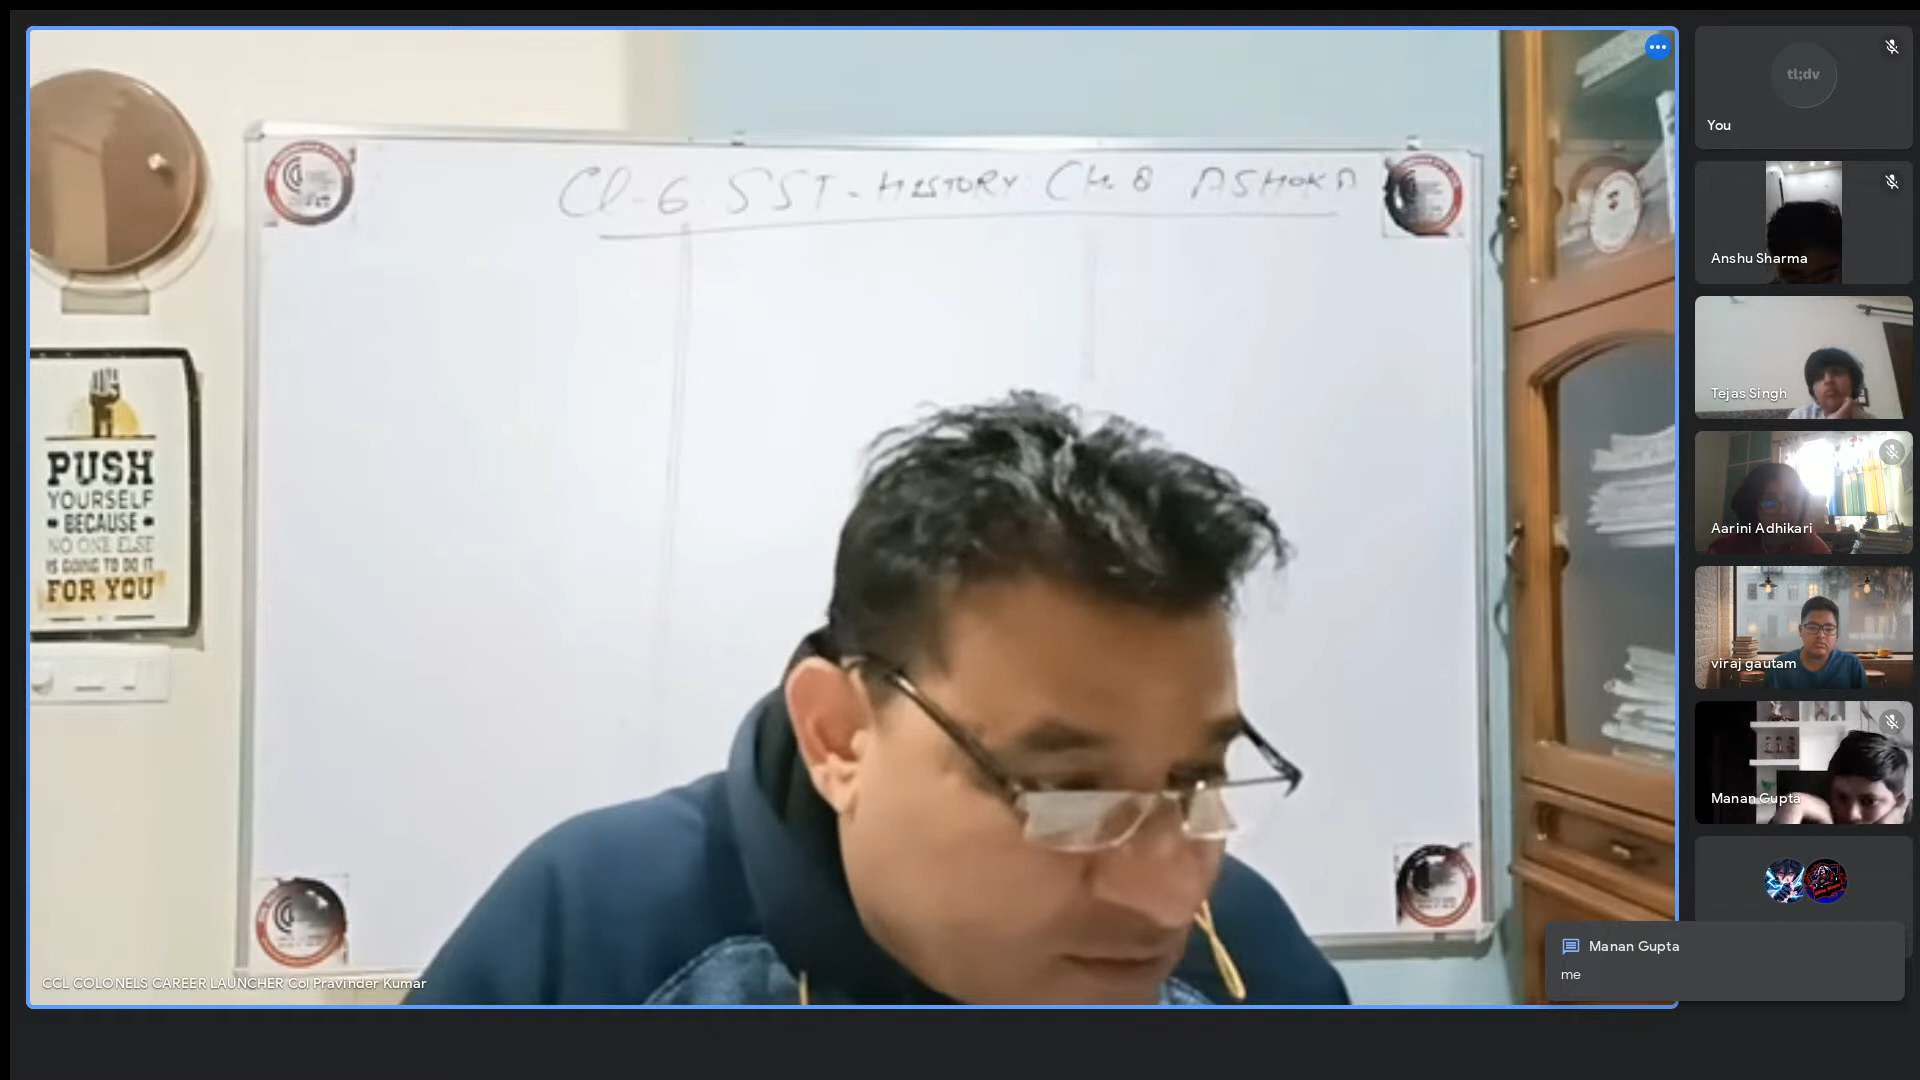 Cl-6. SST - HISTORY Ch. 8 ASHOKA
PUSH
YOURSELF
BECAUSE
NO ONE ELSE
IS GOING TO DO IT
FOR YOU
CCL COLONELS CAREER LAUNCHER Col Pravinder Kumar
tl;dv
You
Anshu Sharma
Tejas Singh
Aarini Adhikari
viraj gautam
Manan Gupta
Manan Gupta
me